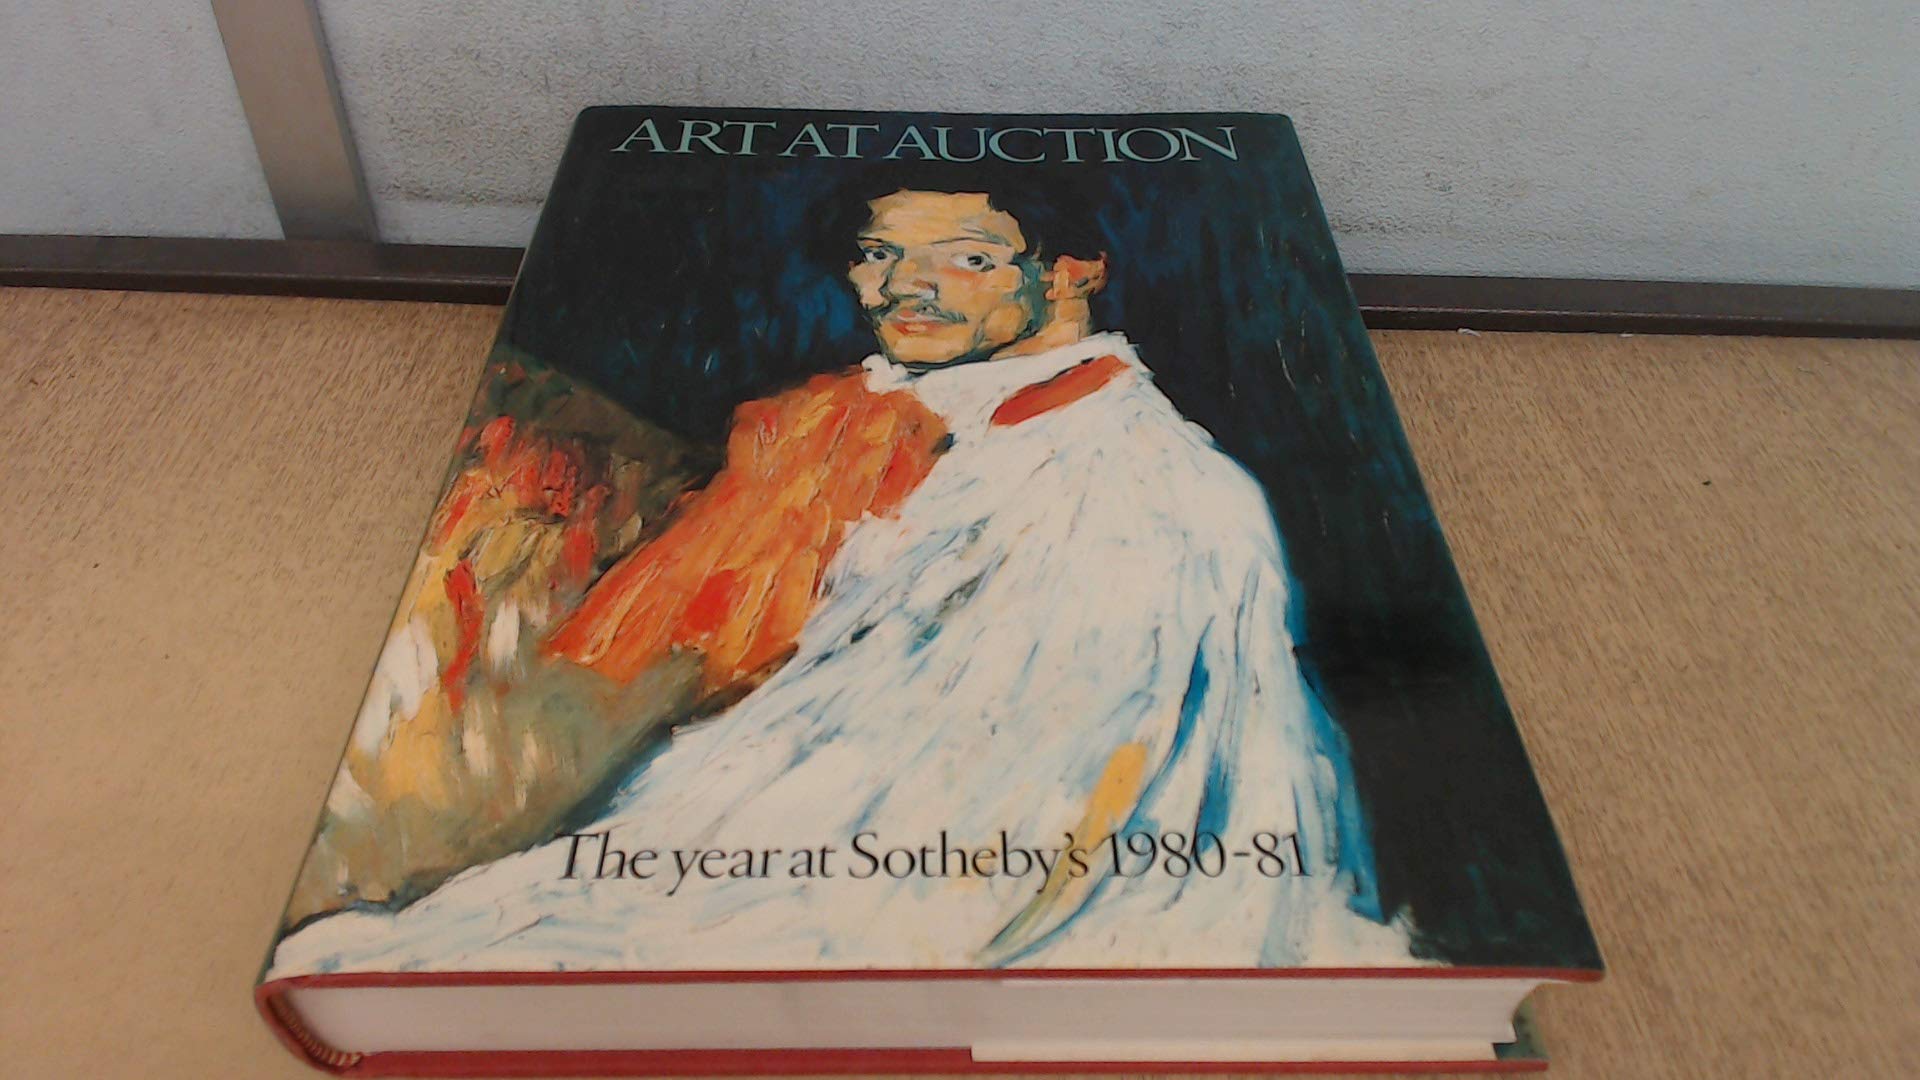 ART AT AUCTION
The year at Sotheby's 1980-81